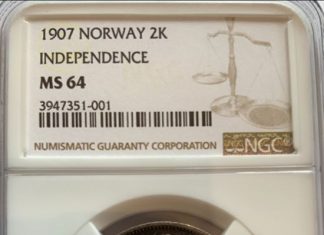 1907 NORWAY 2K
INDEPENDENCE
MS 64
3947351-001
NUMISMATIC GUARANTY CORPORATION
NGC